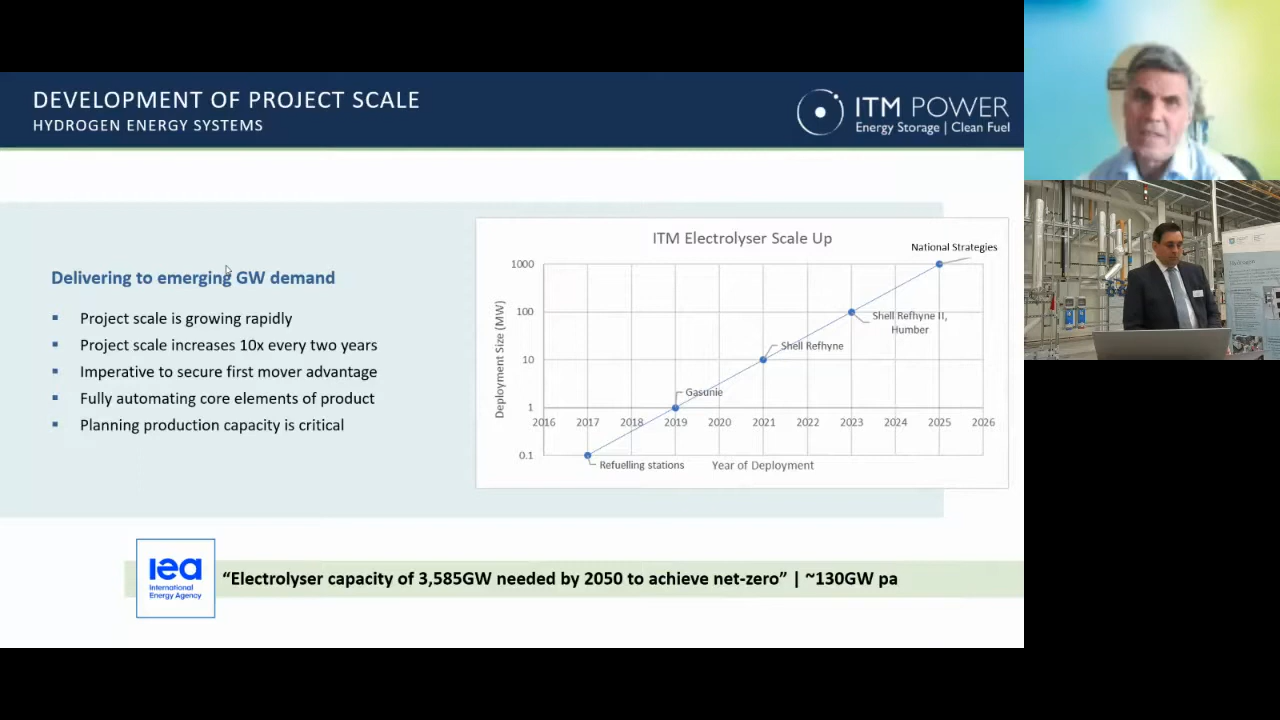 DEVELOPMENT OF PROJECT SCALE
HYDROGEN ENERGY SYSTEMS
ITM POWER
Energy Storage | Clean Fuel
Delivering to emerging GW demand
▪ Project scale is growing rapidly
▪ Project scale increases 10x every two years
▪ Imperative to secure first mover advantage
▪ Fully automating core elements of product
▪ Planning production capacity is critical
ITM Electrolyser Scale Up
National Strategies
1000
100
10
1
0.1
Deployment Size (MW)
Shell Refhyne II,
Humber
Shell Refhyne
Gasunie
2016 2017 2018 2019 2020 2021 2022 2023 2024 2025 2026
Refuelling stations
Year of Deployment
iea
International
Energy Agency
“Electrolyser capacity of 3,585GW needed by 2050 to achieve net-zero” | ~130GW pa